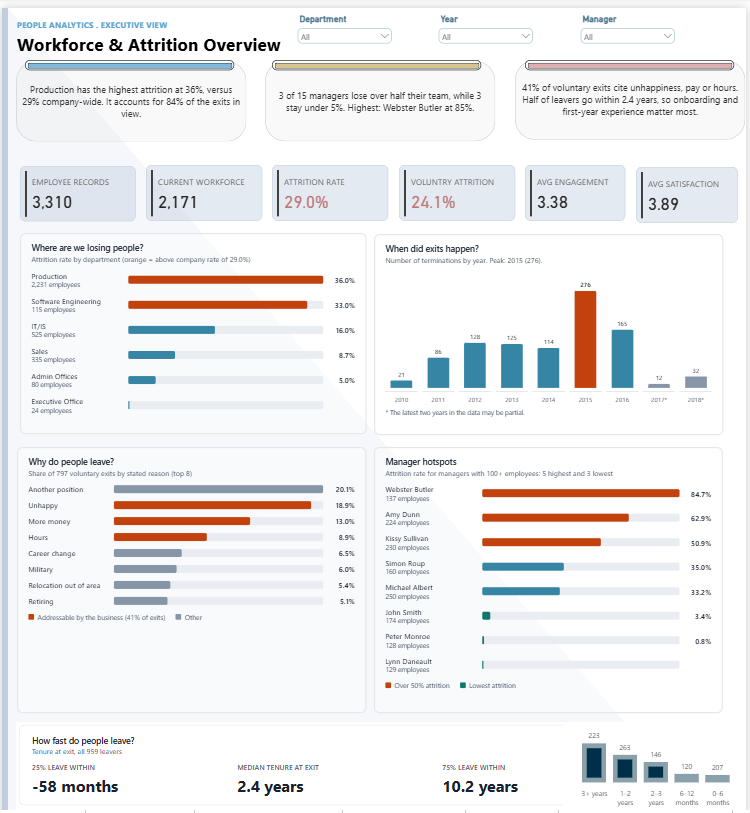 PEOPLE ANALYTICS . EXECUTIVE VIEW
Workforce & Attrition Overview
Department
All
Year
All
Manager
All
Production has the highest attrition at 36%, versus
29% company-wide. It accounts for 84% of the exits in
view.
3 of 15 managers lose over half their team, while 3
stay under 5%. Highest: Webster Butler at 85%.
41% of voluntary exits cite unhappiness, pay or hours.
Half of leavers go within 2.4 years, so onboarding and
first-year experience matter most.
EMPLOYEE RECORDS
3,310
CURRENT WORKFORCE
2,171
ATTRITION RATE
29.0%
VOLUNTRY ATTRITION
24.1%
AVG ENGAGEMENT
3.38
AVG SATISFACTION
3.89
Where are we losing people?
Attrition rate by department (orange = above company rate of 29.0%)
Production
2,231 employees
36.0%
Software Engineering
115 employees
33.0%
IT/IS
525 employees
16.0%
Sales
335 employees
8.7%
Admin Offices
80 employees
5.0%
Executive Office
24 employees
When did exits happen?
Number of terminations by year. Peak: 2015 (276).
21
86
128
125
114
276
165
12
32
2010
2011
2012
2013
2014
2015
2016
2017*
2018*
* The latest two years in the data may be partial.
Why do people leave?
Share of 797 voluntary exits by stated reason (top 8)
Another position
20.1%
Unhappy
18.9%
More money
13.0%
Hours
8.9%
Career change
6.5%
Military
6.0%
Relocation out of area
5.4%
Retiring
5.1%
Addressable by the business (41% of exits)
Other
Manager hotspots
Attrition rate for managers with 100+ employees: 5 highest and 3 lowest
Webster Butler
137 employees
84.7%
Amy Dunn
224 employees
62.9%
Kissy Sullivan
230 employees
50.9%
Simon Roup
160 employees
35.0%
Michael Albert
250 employees
33.2%
John Smith
174 employees
3.4%
Peter Monroe
128 employees
0.8%
Lynn Daneault
129 employees
Over 50% attrition
Lowest attrition
How fast do people leave?
Tenure at exit, all 959 leavers
25% LEAVE WITHIN
-58 months
MEDIAN TENURE AT EXIT
2.4 years
75% LEAVE WITHIN
10.2 years
223
263
146
120
207
3+ years
1-2
years
2-3
years
6-12
months
0-6
months